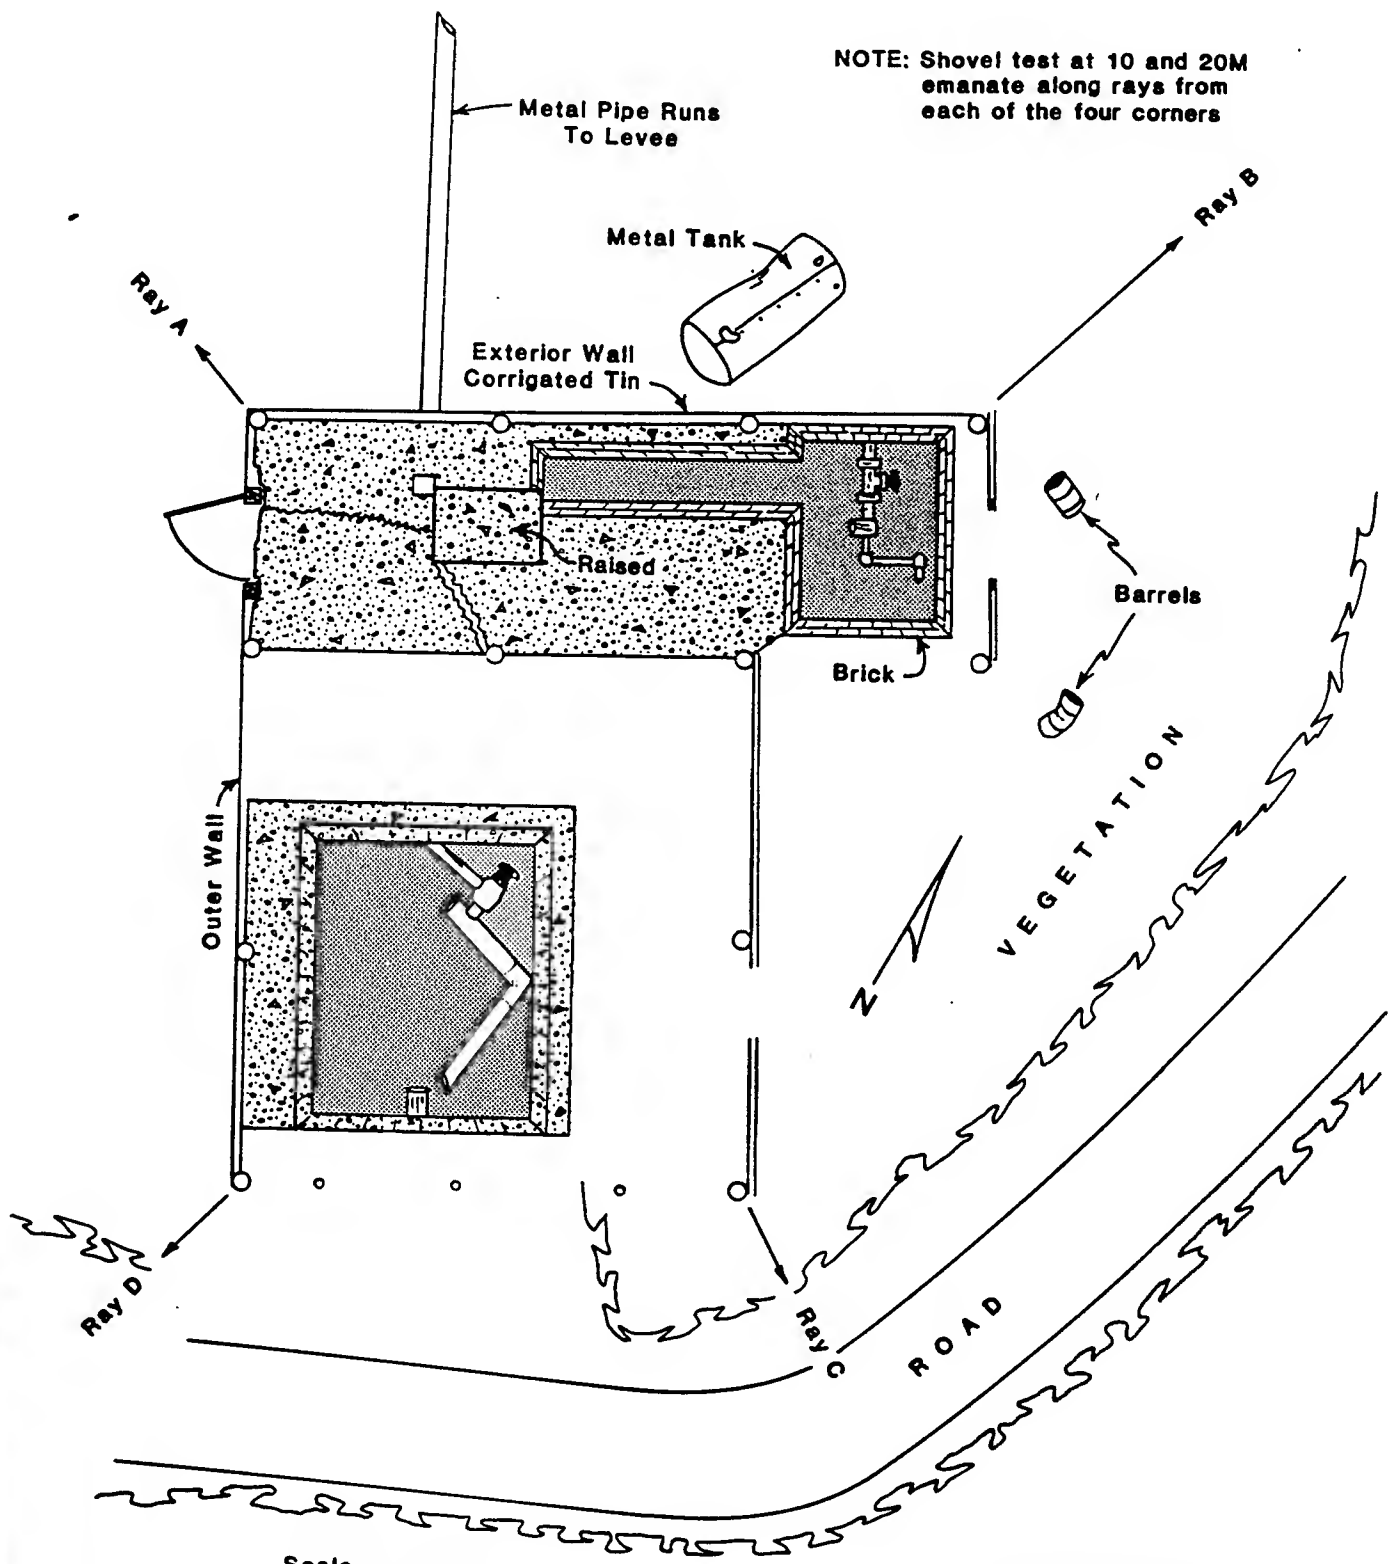 NOTE: Shovel test at 10 and 20M
emanate along rays from
each of the four corners
Metal Pipe Runs
To Levee
Ray B
Metal Tank
Ray A
Exterior Wall
Corrigated Tin
Raised
Barrels
Brick
VEGETATION
Outer Wall
N
Ray D
Ray C
ROAD
Scale